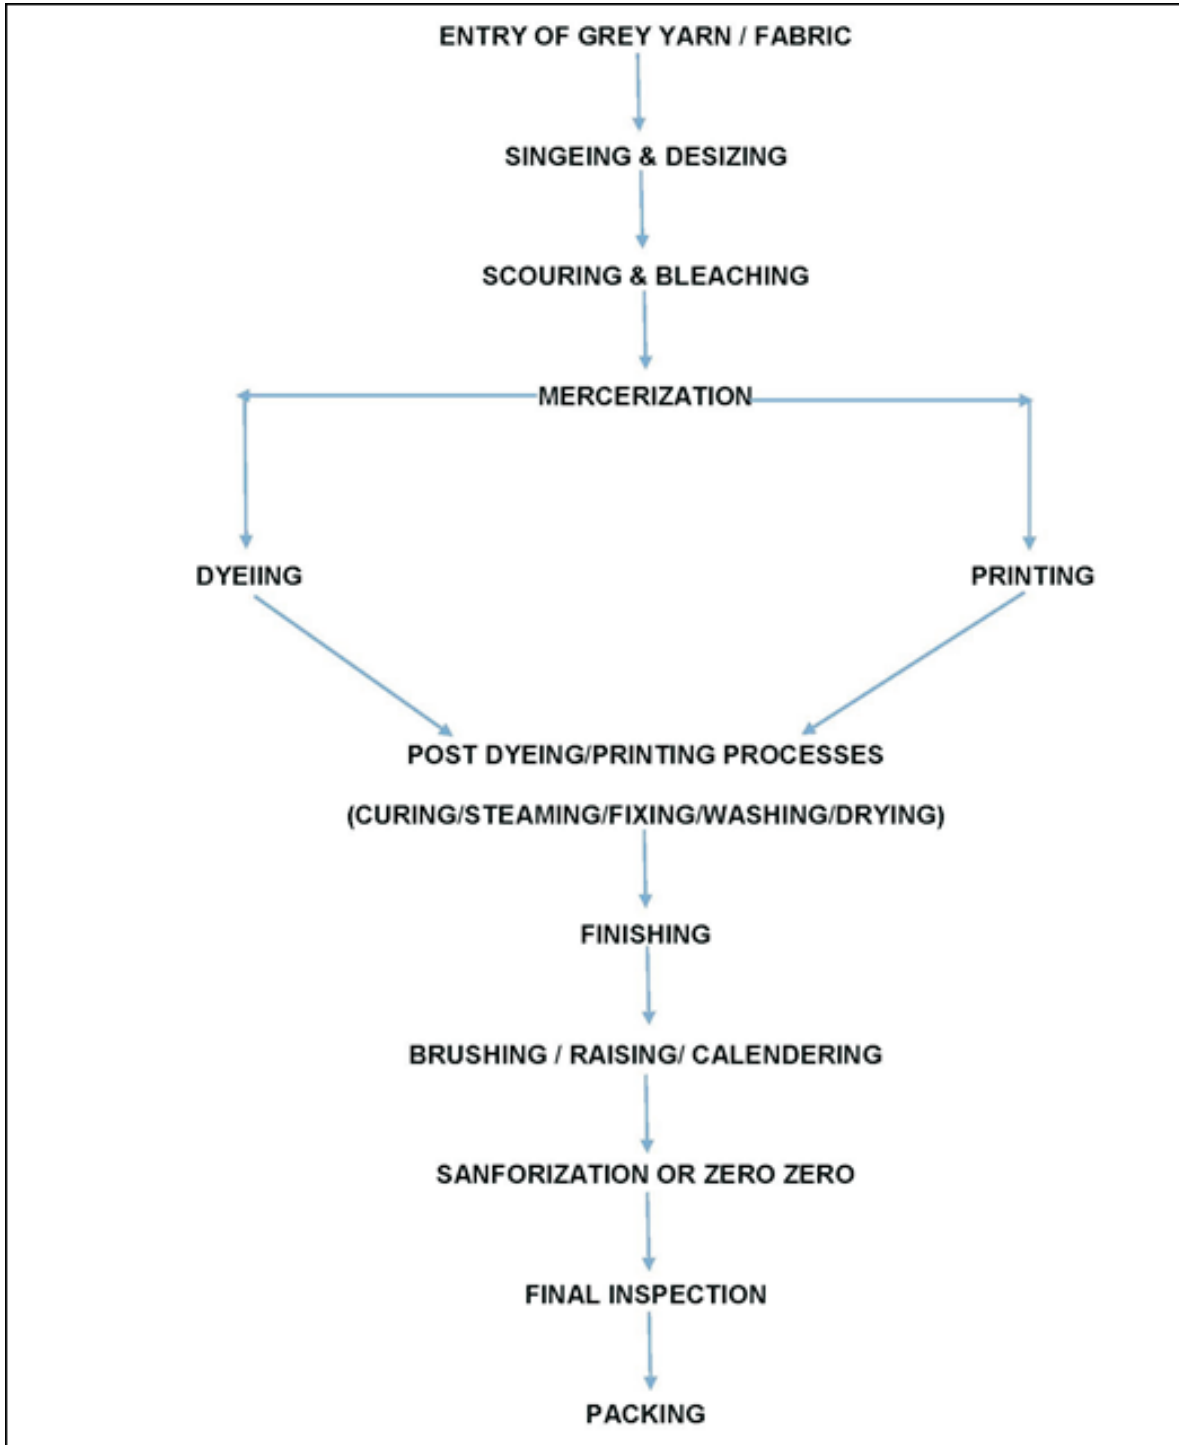 ENTRY OF GREY YARN / FABRIC
SINGEING & DESIZING
SCOURING & BLEACHING
MERCERIZATION
DYEIING
PRINTING
POST DYEING/PRINTING PROCESSES
(CURING/STEAMING/FIXING/WASHING/DRYING)
FINISHING
BRUSHING / RAISING/ CALENDERING
SANFORIZATION OR ZERO ZERO
FINAL INSPECTION
PACKING